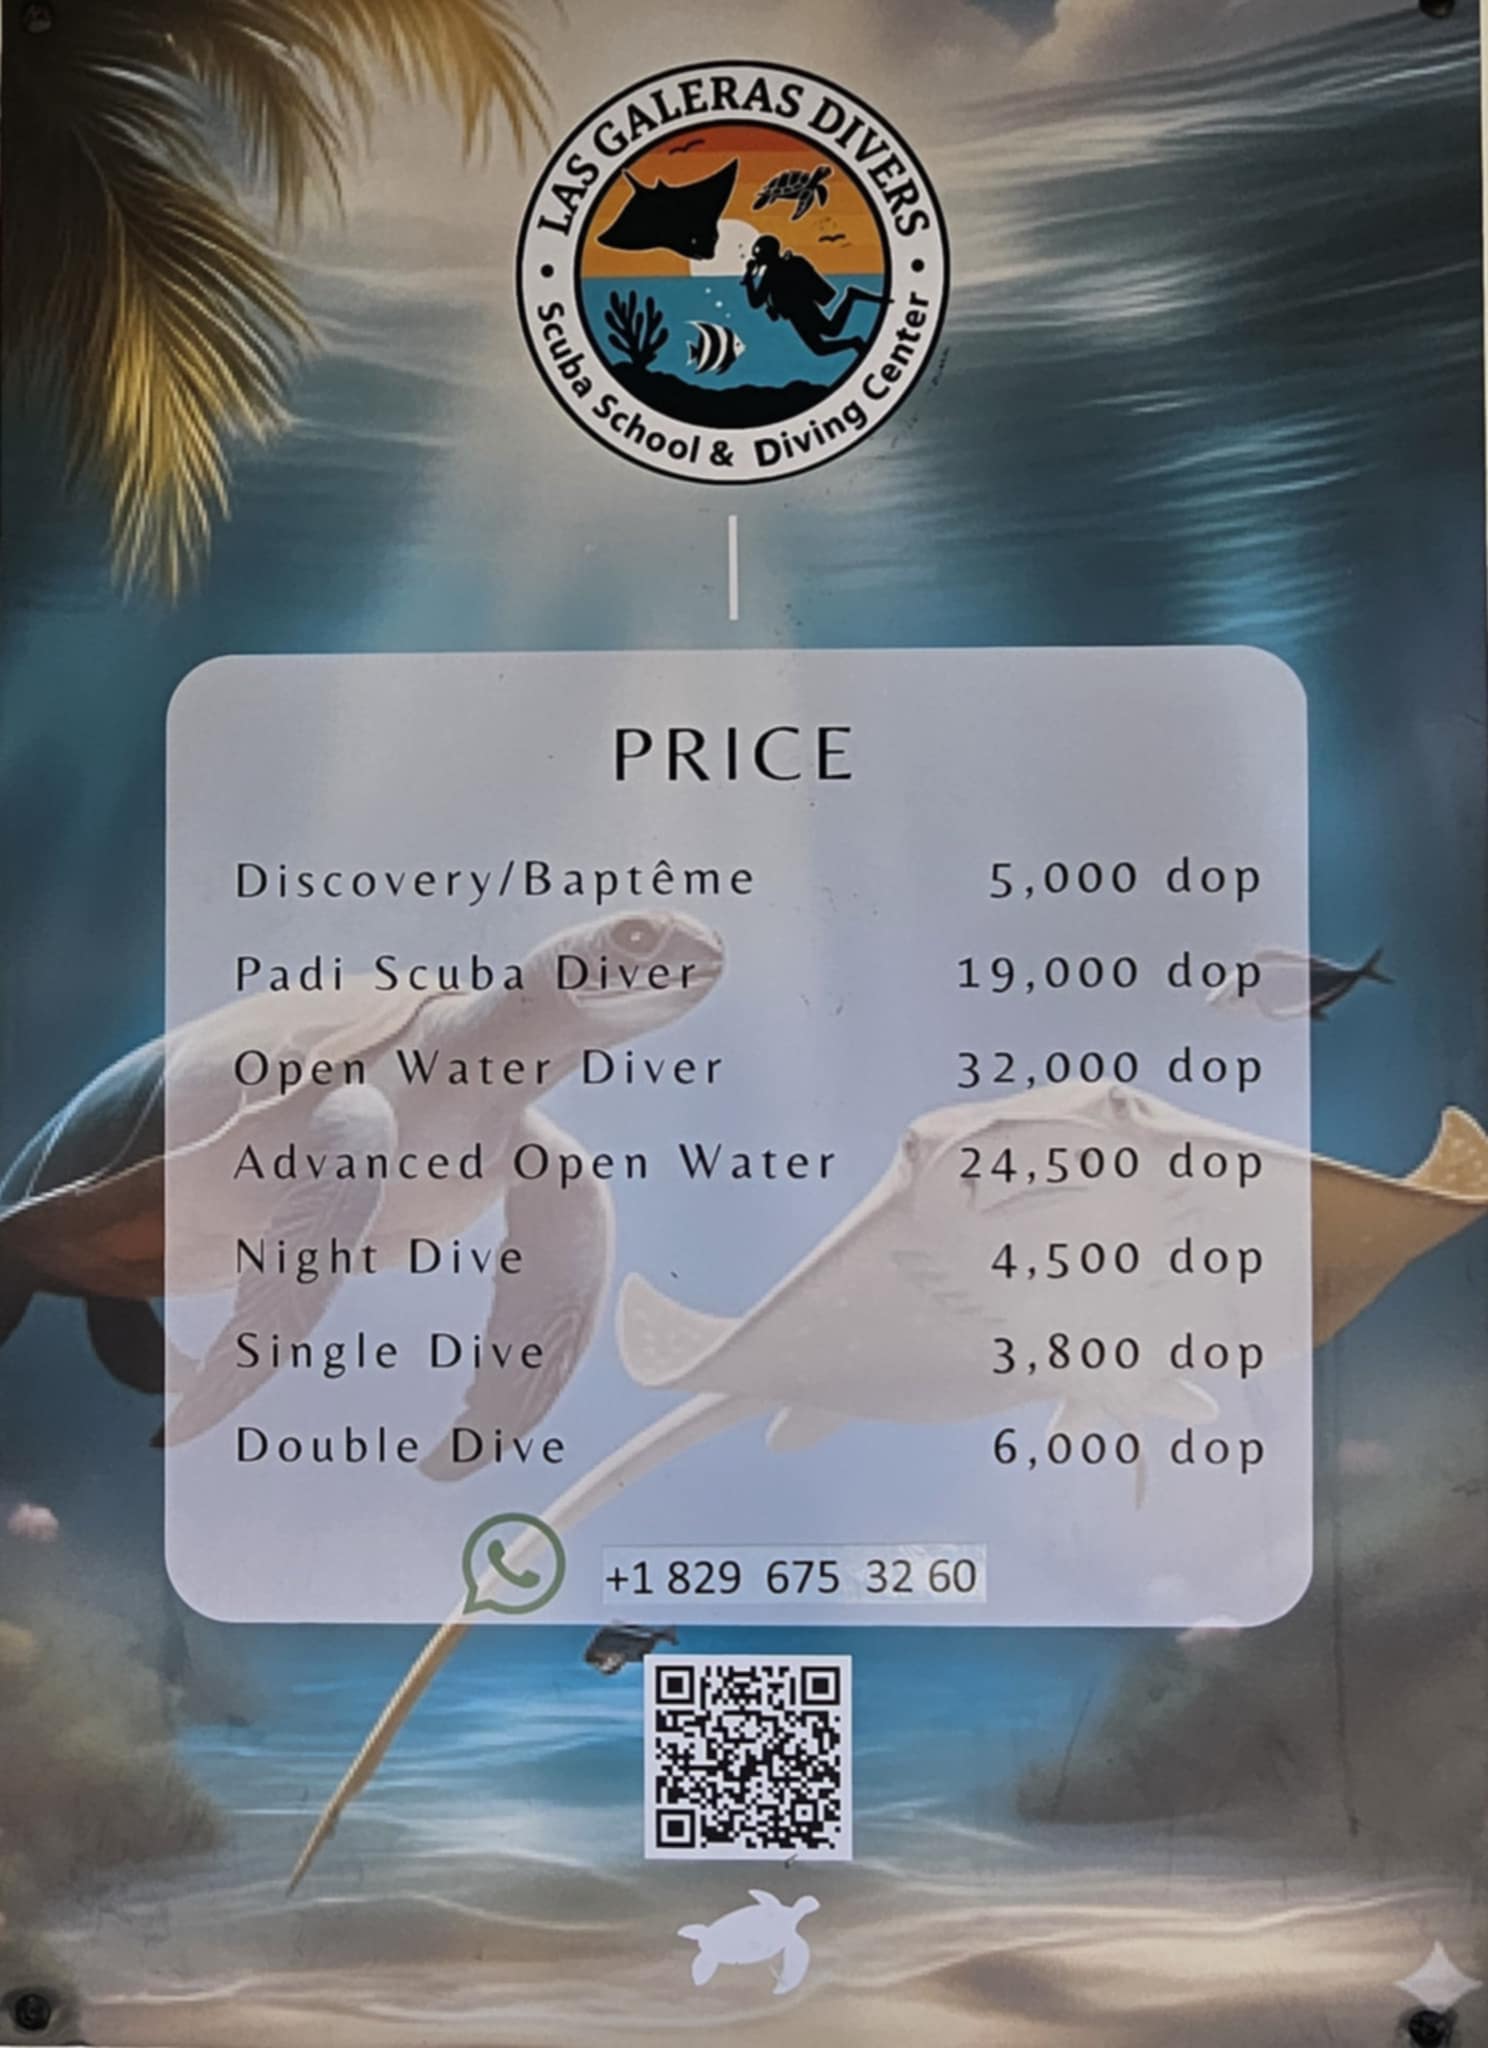 LAS GALERAS DIVERS
Scuba School & Diving Center
PRICE
Discovery/Baptême 5,000 dop
Padi Scuba Diver 19,000 dop
Open Water Diver 32,000 dop
Advanced Open Water 24,500 dop
Night Dive 4,500 dop
Single Dive 3,800 dop
Double Dive 6,000 dop
+1 829 675 32 60